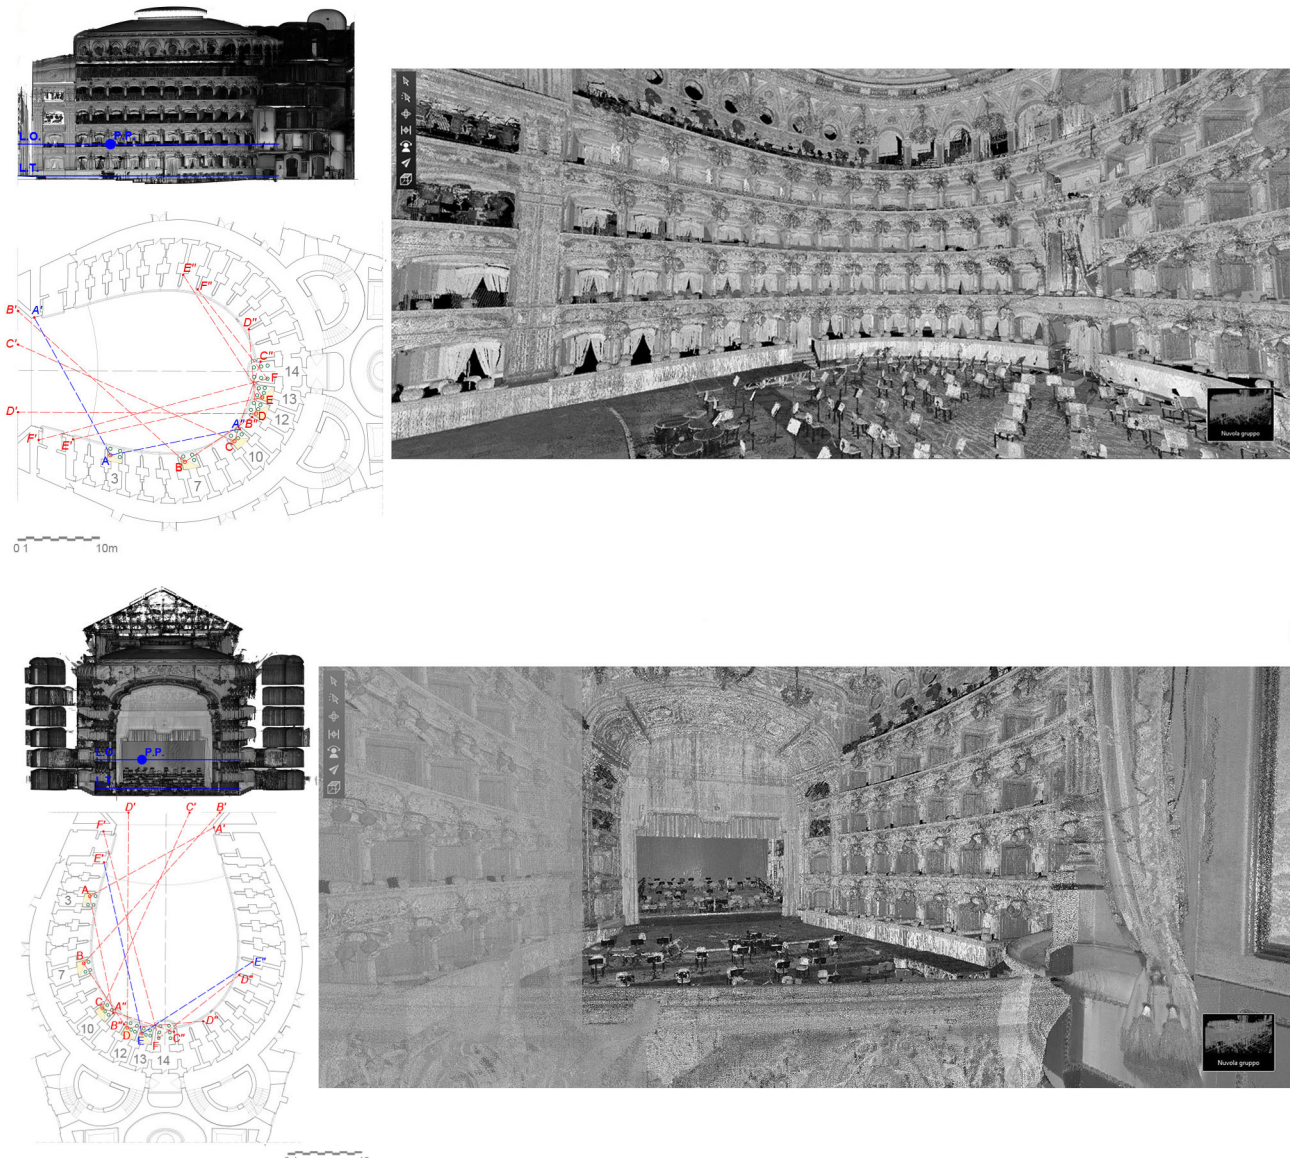 L.O.
P.P.
L.T.
E"
F"
B'
A'
C'
D"
C"
14
F
13
E
D'
D
12
A"
B"
F'
E'
C
10
A
B
3
7
0 1 10m
Nuvola gruppo
L.O.
P.P.
L.T.
D'
C'
B'
F'
A'
E'
A
3
B
E"
7
D"
C
A"
10
B"
D
D"
E
F
C"
12
13
14
Nuvola gruppo